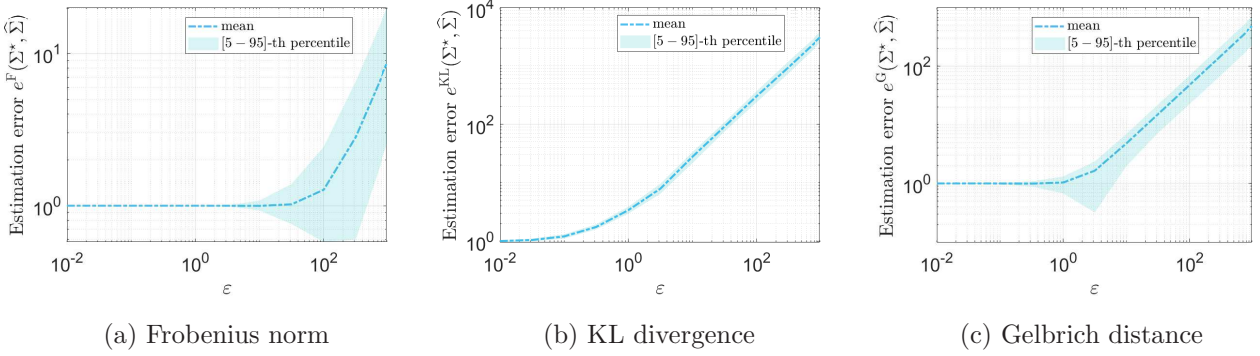 mean
[5 − 95]-th percentile
Estimation error e^F(Σ⋆, Σ̂)
10^1
10^0
10^-2
10^0
10^2
ε
(a) Frobenius norm
mean
[5 − 95]-th percentile
Estimation error e^KL(Σ⋆, Σ̂)
10^4
10^2
10^0
10^-2
10^0
10^2
ε
(b) KL divergence
mean
[5 − 95]-th percentile
Estimation error e^G(Σ⋆, Σ̂)
10^2
10^0
10^-2
10^0
10^2
ε
(c) Gelbrich distance